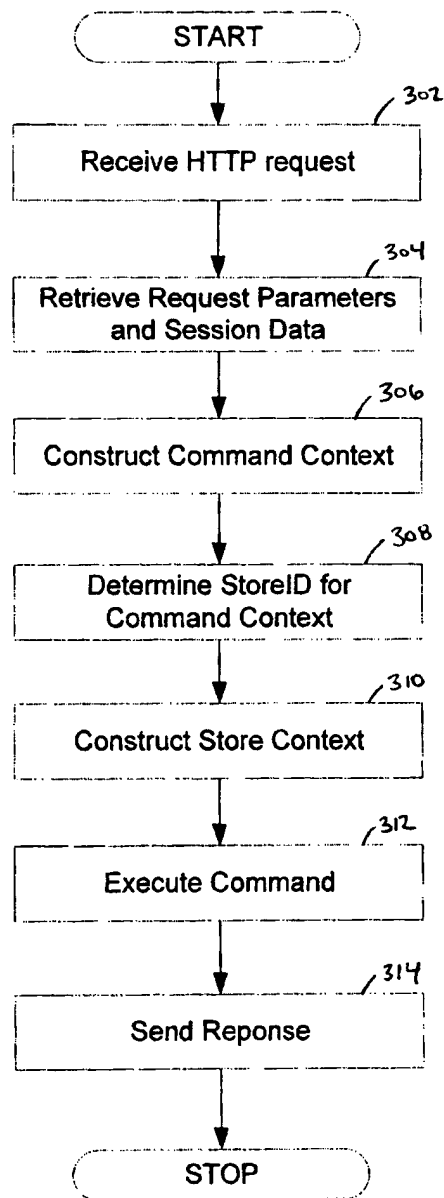 START
302
Receive HTTP request
304
Retrieve Request Parameters
and Session Data
306
Construct Command Context
308
Determine StoreID for
Command Context
310
Construct Store Context
312
Execute Command
314
Send Reponse
STOP